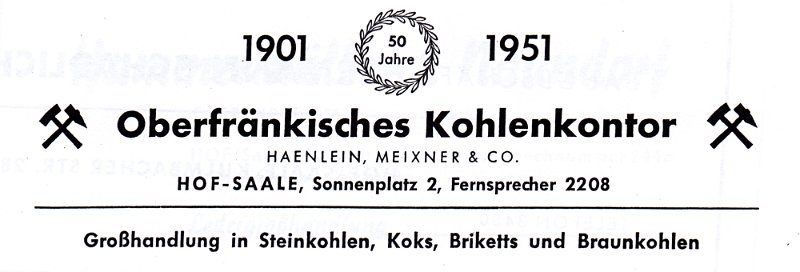 1901 50 Jahre 1951
Oberfränkisches Kohlenkontor
HAENLEIN, MEIXNER & CO.
HOF-SAALE, Sonnenplatz 2, Fernsprecher 2208
Großhandlung in Steinkohlen, Koks, Briketts und Braunkohlen